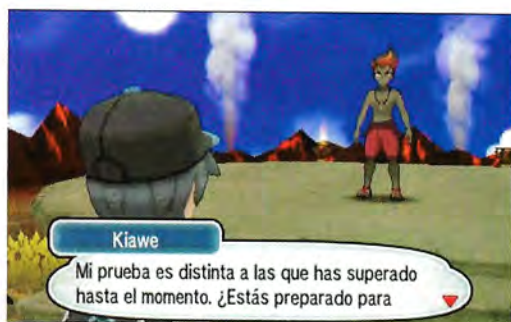 Kiawe
Mi prueba es distinta a las que has superado
hasta el momento. ¿Estás preparado para